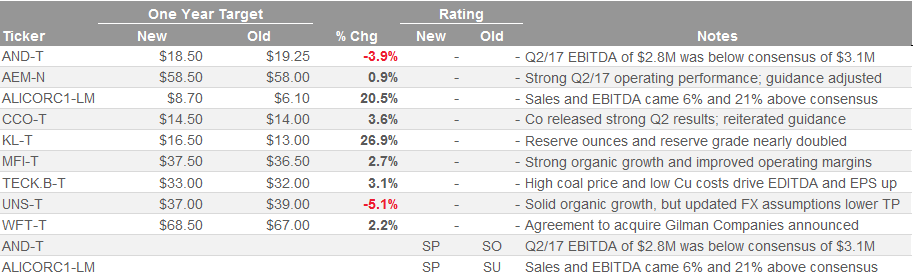 One Year Target Rating
Ticker New Old % Chg New Old Notes
AND-T $18.50 $19.25 -3.9% - - - Q2/17 EBITDA of $2.8M was below consensus of $3.1M
AEM-N $58.50 $58.00 0.9% - - - Strong Q2/17 operating performance; guidance adjusted
ALICORC1-LM $8.70 $6.10 20.5% - - - Sales and EBITDA came 6% and 21% above consensus
CCO-T $14.50 $14.00 3.6% - - - Co released strong Q2 results; reiterated guidance
KL-T $16.50 $13.00 26.9% - - - Reserve ounces and reserve grade nearly doubled
MFI-T $37.50 $36.50 2.7% - - - Strong organic growth and improved operating margins
TECK.B-T $33.00 $32.00 3.1% - - - High coal price and low Cu costs drive EDITDA and EPS up
UNS-T $37.00 $39.00 -5.1% - - - Solid organic growth, but updated FX assumptions lower TP
WFT-T $68.50 $67.00 2.2% - - - Agreement to acquire Gilman Companies announced
AND-T SP SO Q2/17 EBITDA of $2.8M was below consensus of $3.1M
ALICORC1-LM SP SU Sales and EBITDA came 6% and 21% above consensus